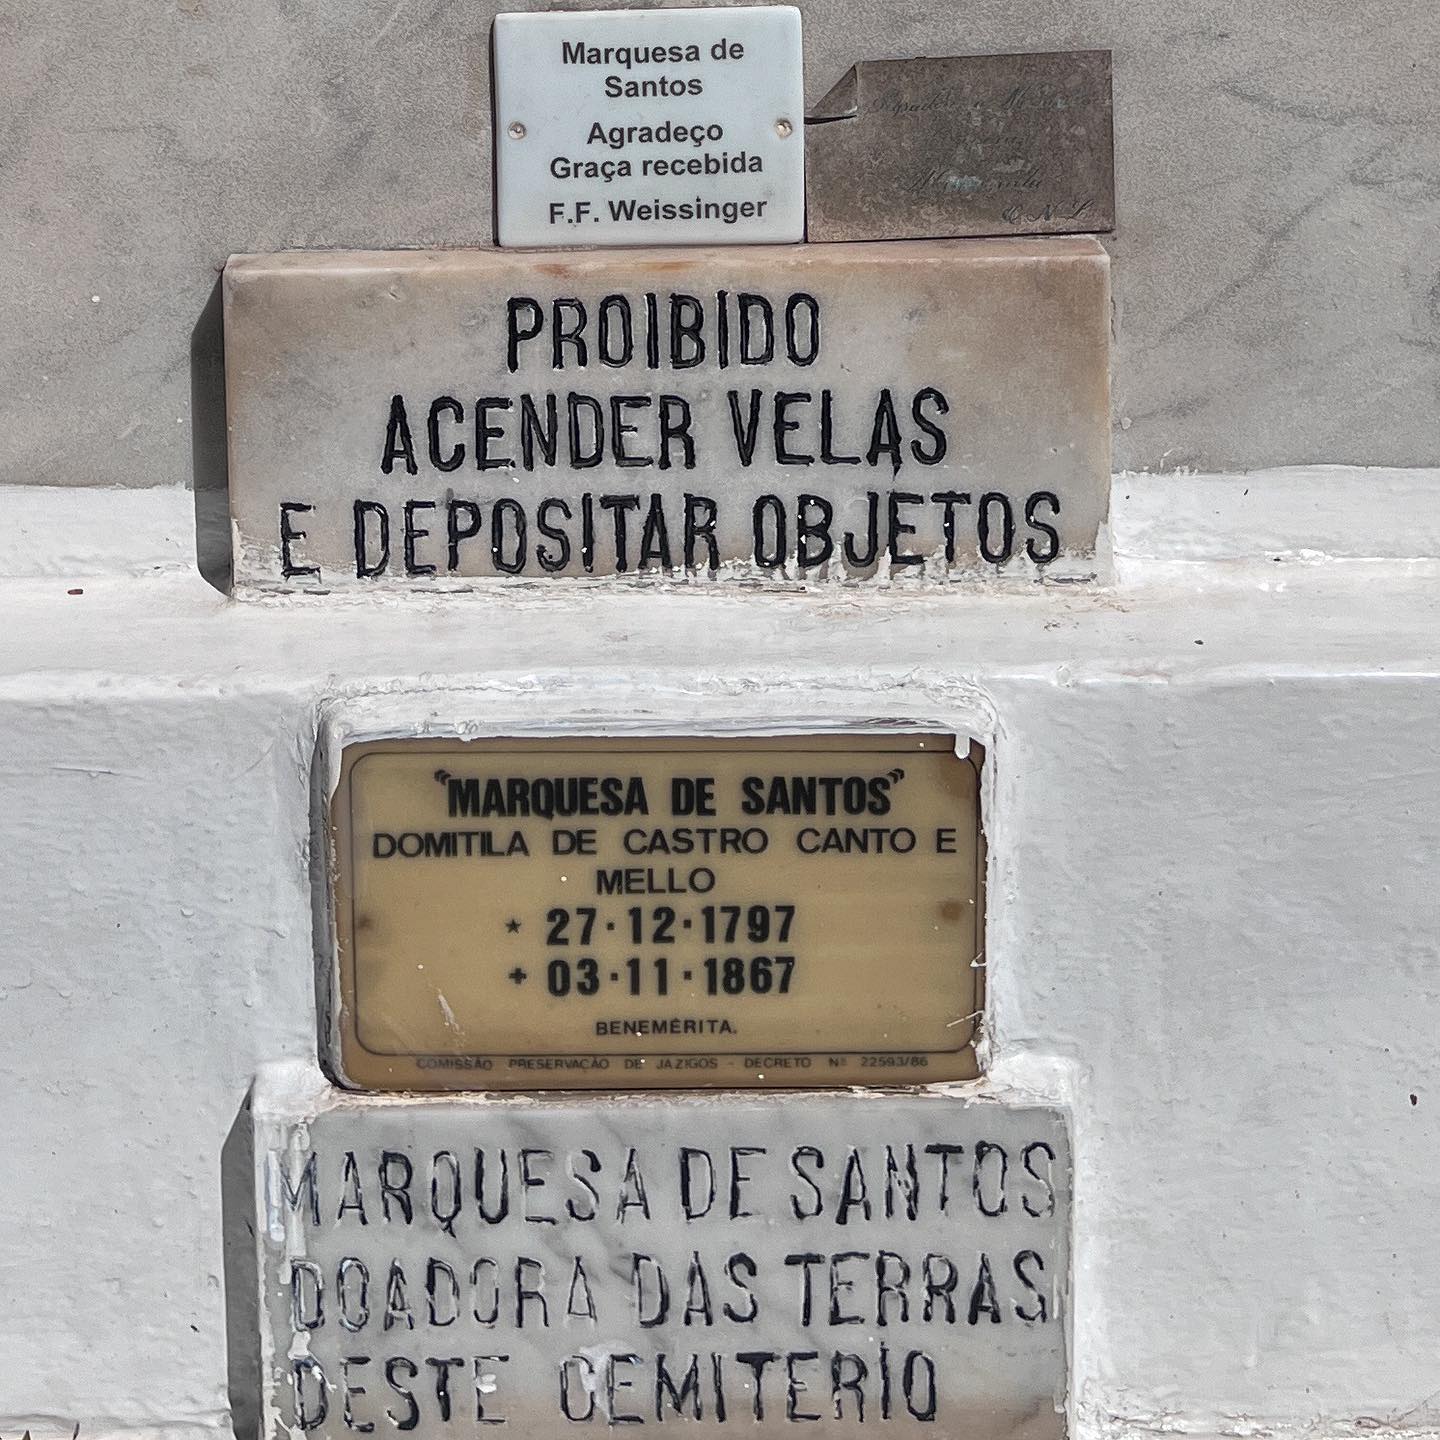 Marquesa de
Santos
Agradeço
Graça recebida
F.F. Weissinger
C N L
PROIBIDO
ACENDER VELAS
E DEPOSITAR OBJETOS
"MARQUESA DE SANTOS"
DOMITILA DE CASTRO CANTO E
MELLO
★ 27·12·1797
+ 03·11·1867
BENEMÉRITA.
COMISSÃO PRESERVAÇÃO DE JAZIGOS - DECRETO Nº 22593/86
MARQUESA DE SANTOS
DOADORA DAS TERRAS
DESTE CEMITERIO